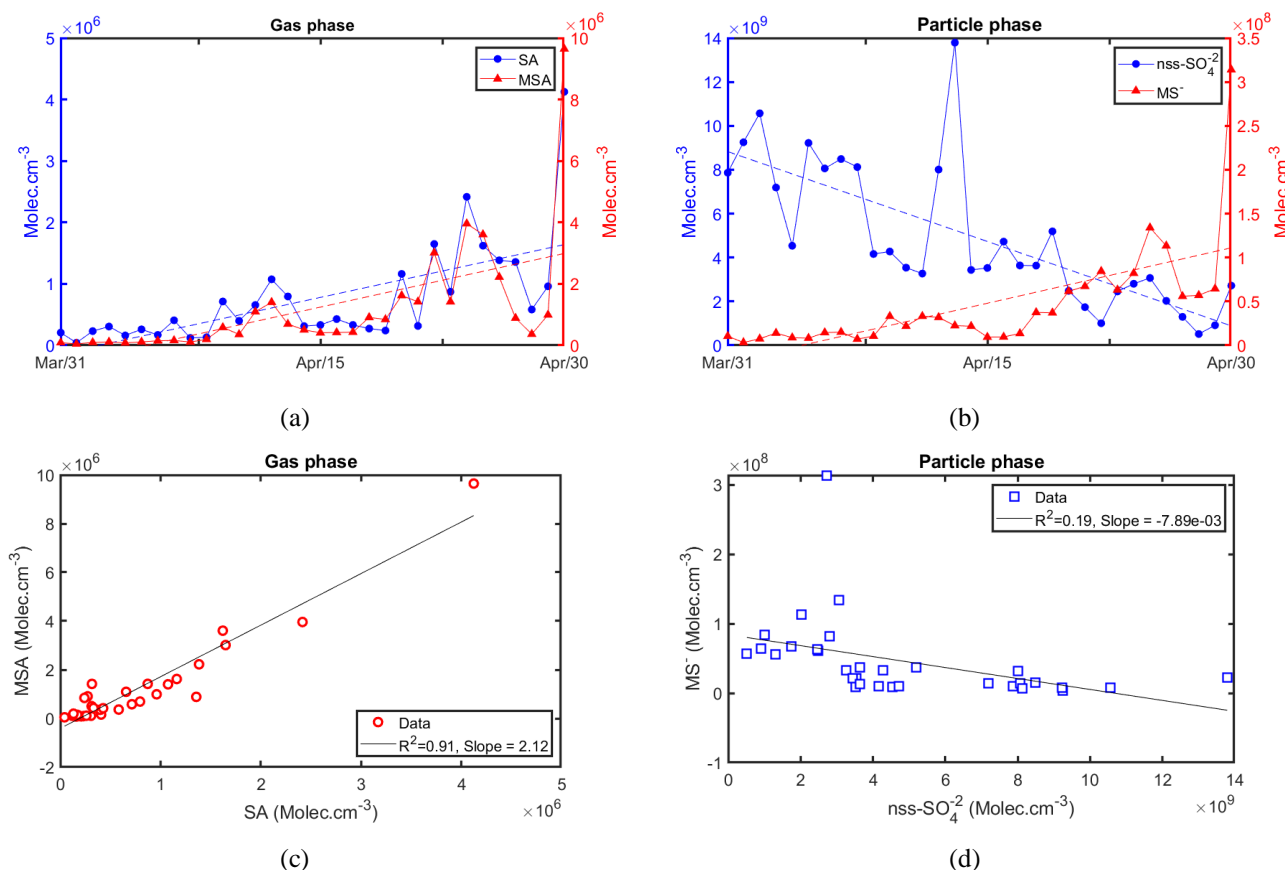 Gas phase
×10^6
×10^6
5
4
3
2
1
0
Molec.cm^-3
SA
MSA
10
8
6
4
2
0
Molec.cm^-3
Mar/31
Apr/15
Apr/30
(a)
Particle phase
×10^9
×10^8
14
12
10
8
6
4
2
0
Molec.cm^-3
nss-SO_4^-2
MS^-
3.5
3
2.5
2
1.5
1
0.5
0
Molec.cm^-3
Mar/31
Apr/15
Apr/30
(b)
Gas phase
×10^6
10
8
6
4
2
0
-2
MSA (Molec.cm^-3)
Data
R^2=0.91, Slope = 2.12
0
1
2
3
4
5
×10^6
SA (Molec.cm^-3)
(c)
Particle phase
×10^8
3
2
1
0
-1
MS^- (Molec.cm^-3)
Data
R^2=0.19, Slope = -7.89e-03
0
2
4
6
8
10
12
14
×10^9
nss-SO_4^-2 (Molec.cm^-3)
(d)